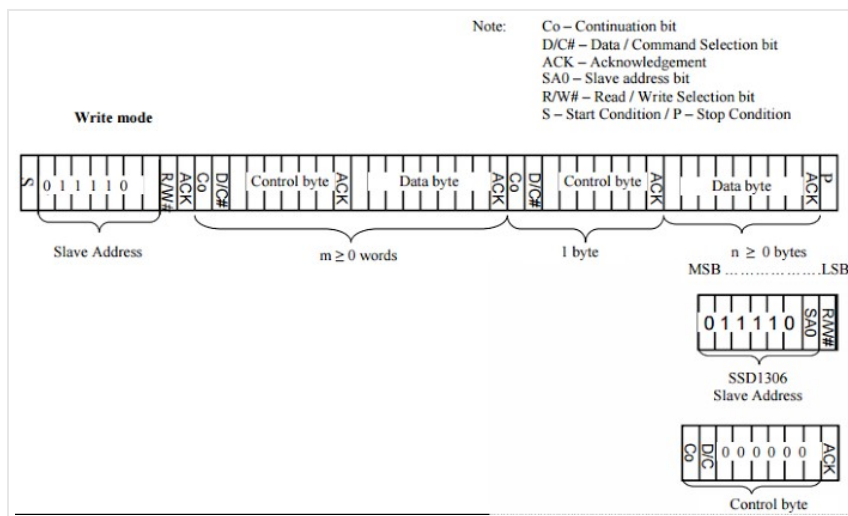 Note: Co – Continuation bit
D/C# – Data / Command Selection bit
ACK – Acknowledgement
SA0 – Slave address bit
R/W# – Read / Write Selection bit
S – Start Condition / P – Stop Condition
Write mode
S 0 1 1 1 1 0 R/W# ACK Co D/C# Control byte ACK Data byte ACK Co D/C# Control byte ACK Data byte ACK P
Slave Address
m ≥ 0 words
1 byte
n ≥ 0 bytes
MSB ……………….LSB
0 1 1 1 1 0 SA0 R/W#
SSD1306
Slave Address
Co D/C 0 0 0 0 0 0 ACK
Control byte